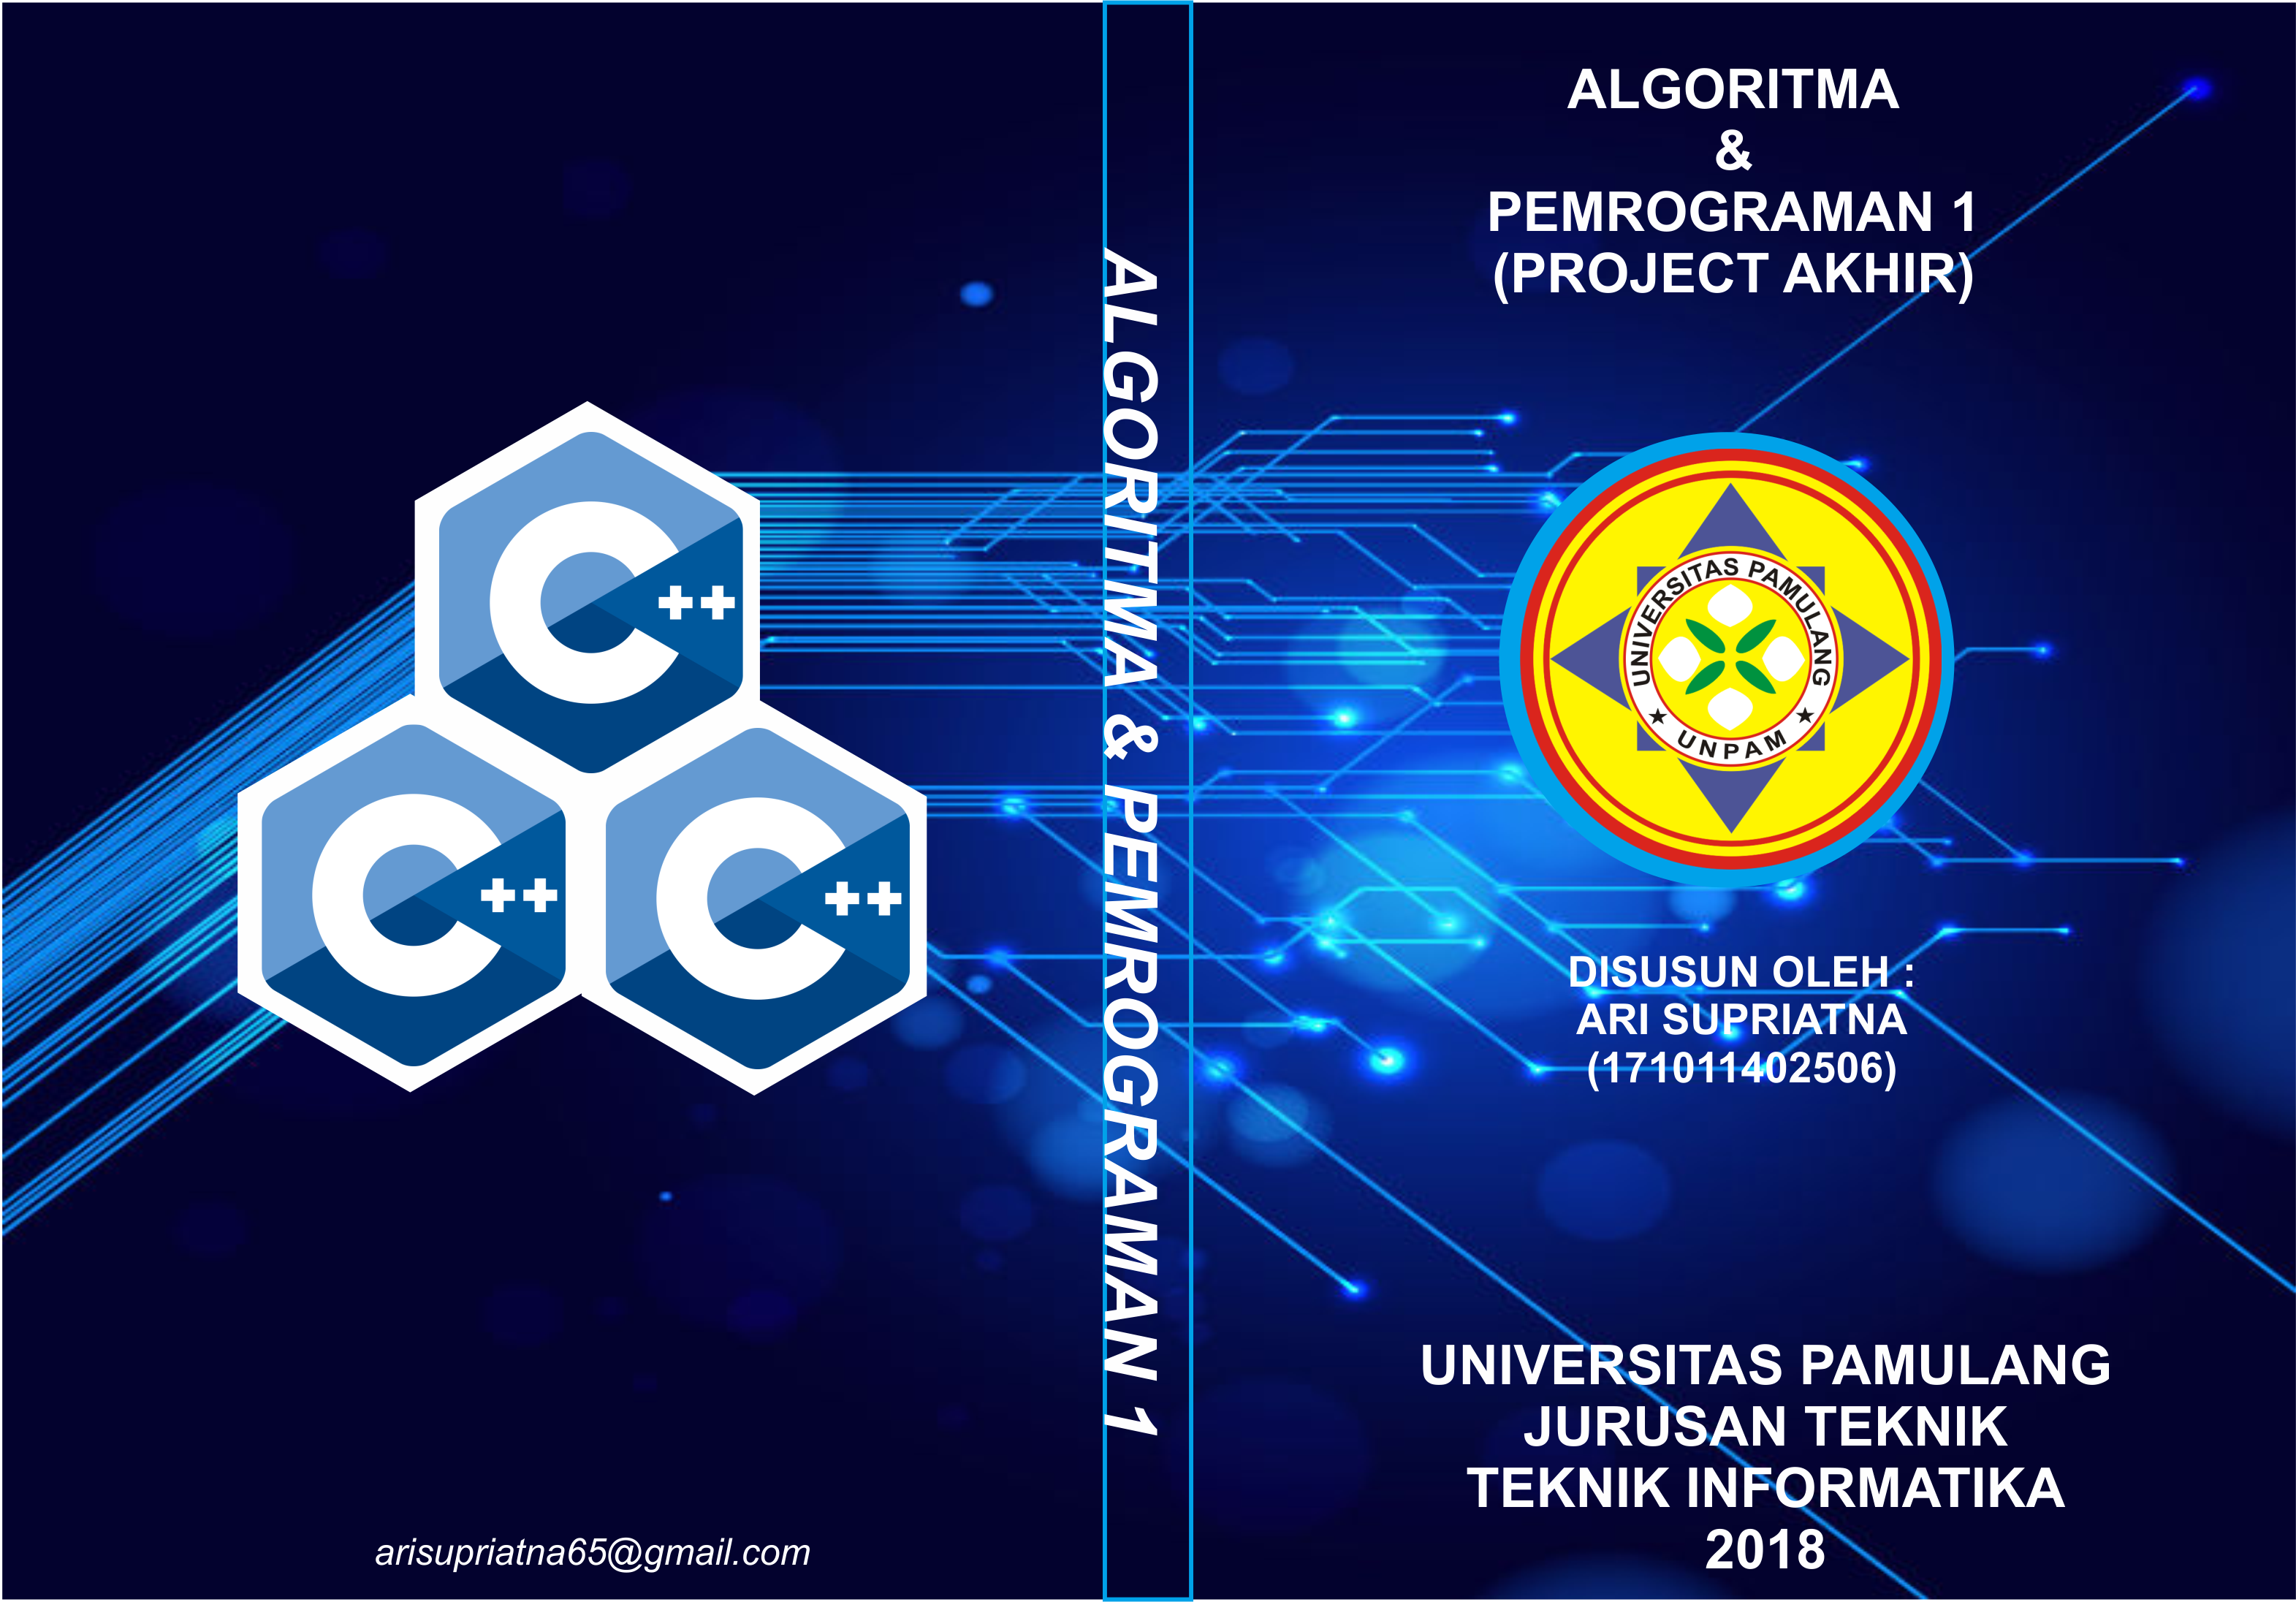 ALGORITMA
&
PEMROGRAMAN 1
(PROJECT AKHIR)
UNIVERSITAS PAMULANG
UNPAM
DISUSUN OLEH :
ARI SUPRIATNA
(171011402506)
UNIVERSITAS PAMULANG
JURUSAN TEKNIK
TEKNIK INFORMATIKA
2018
ALGORITMA & PEMROGRAMAN 1
C++
C++
C++
arisupriatna65@gmail.com